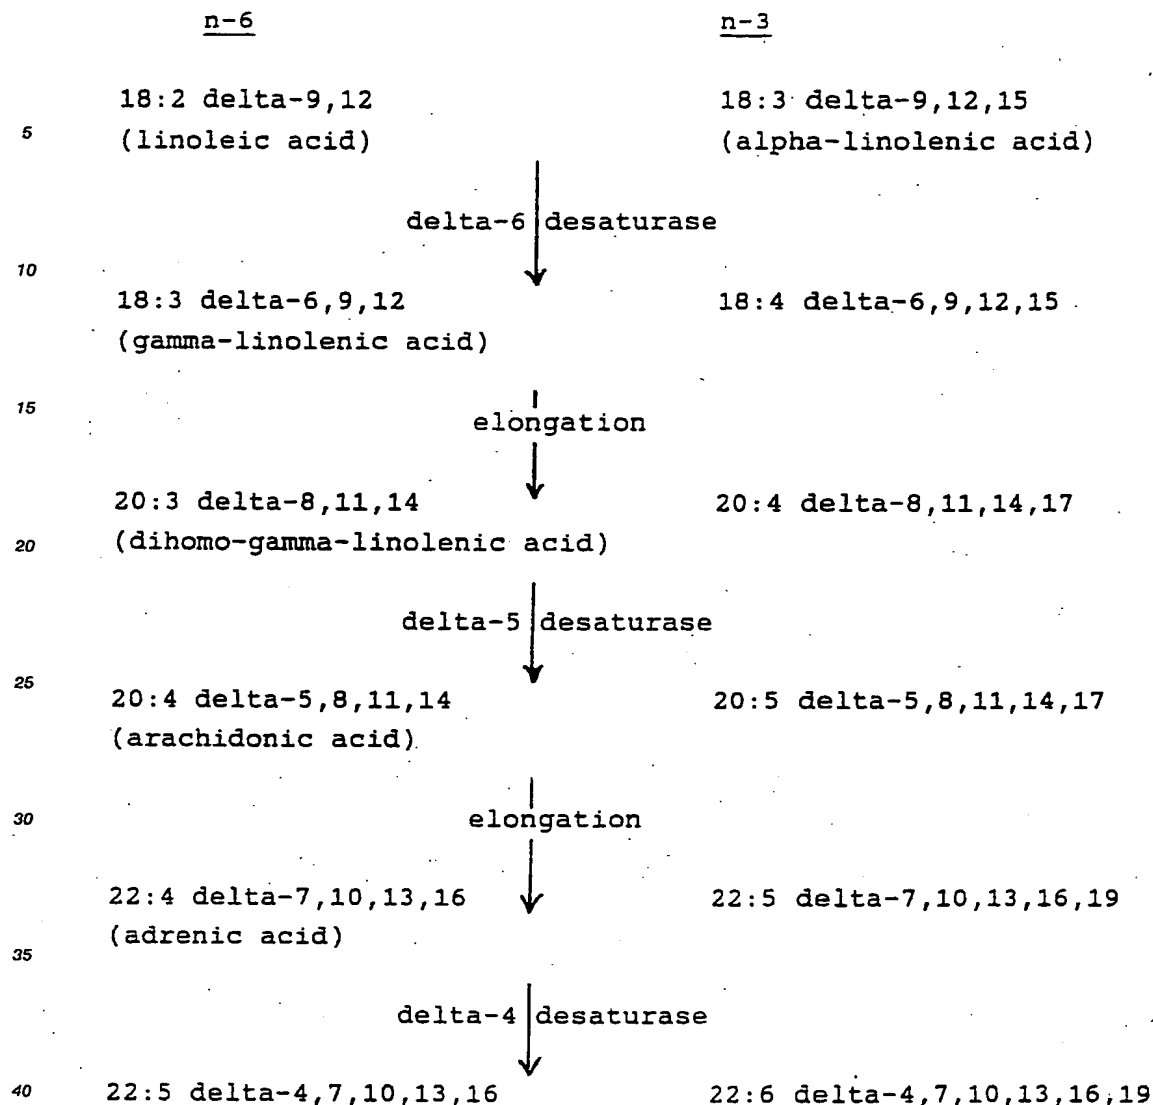 n-6 n-3
18:2 delta-9,12 18:3 delta-9,12,15
5 (linoleic acid) (alpha-linolenic acid)
delta-6 desaturase
10
18:3 delta-6,9,12 18:4 delta-6,9,12,15
(gamma-linolenic acid)
15
elongation
20:3 delta-8,11,14 20:4 delta-8,11,14,17
20 (dihomo-gamma-linolenic acid)
delta-5 desaturase
25
20:4 delta-5,8,11,14 20:5 delta-5,8,11,14,17
(arachidonic acid)
30 elongation
22:4 delta-7,10,13,16 22:5 delta-7,10,13,16,19
(adrenic acid)
35
delta-4 desaturase
40 22:5 delta-4,7,10,13,16 22:6 delta-4,7,10,13,16,19